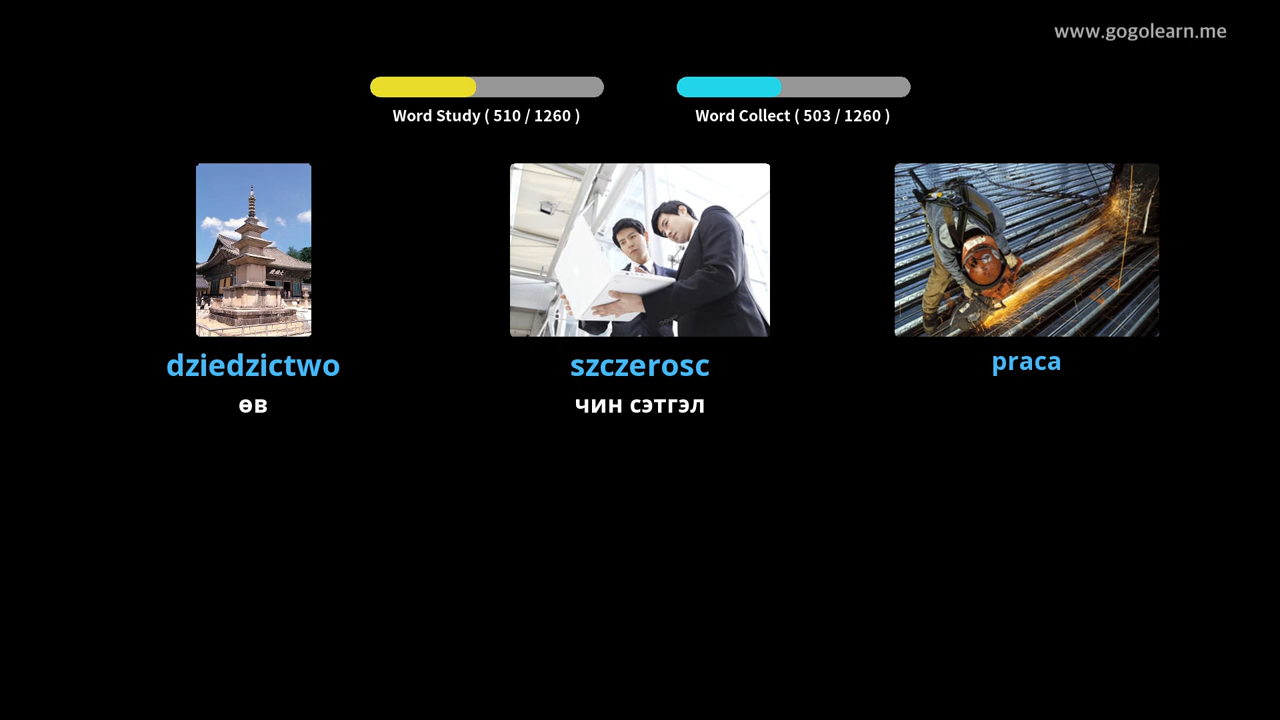 www.gogolearn.me
Word Study ( 510 / 1260 )
Word Collect ( 503 / 1260 )
dziedzictwo
szczerosc
praca
өв
чин сэтгэл